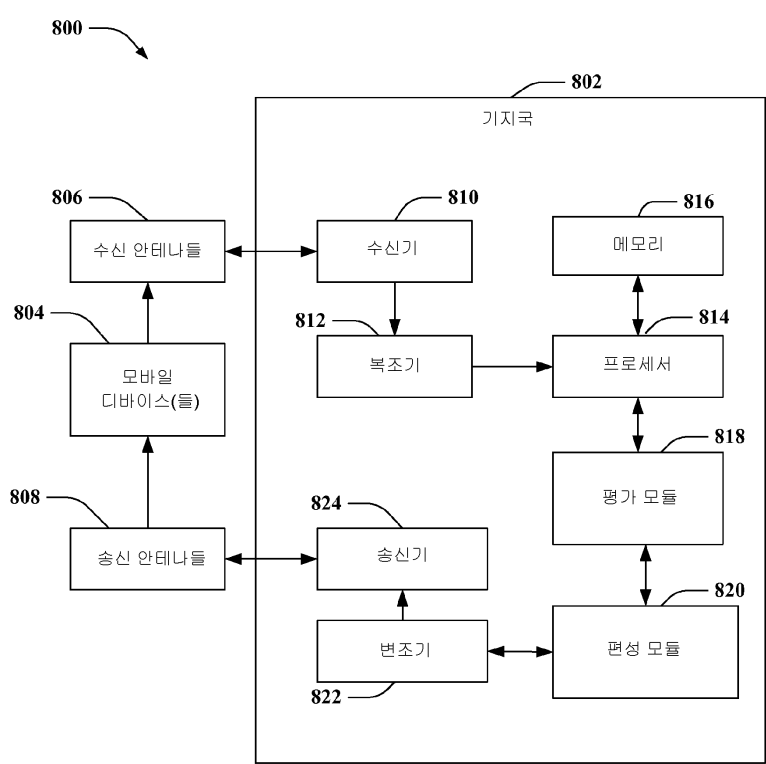 800
802
기지국
806
수신 안테나들
810
수신기
816
메모리
804
모바일
디바이스(들)
812
복조기
814
프로세서
818
평가 모듈
808
송신 안테나들
824
송신기
820
편성 모듈
변조기
822